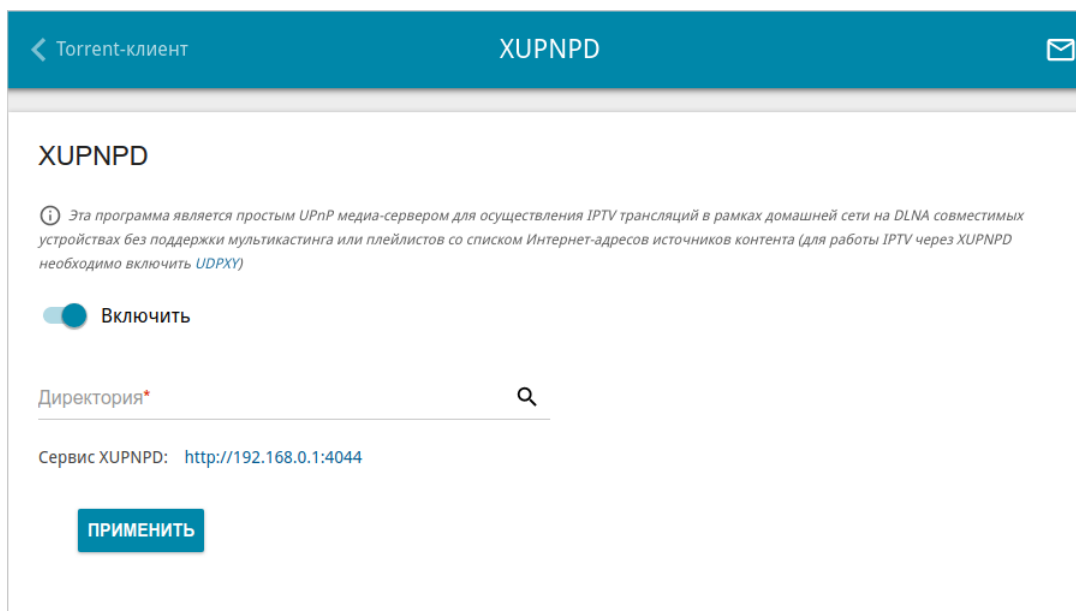 Torrent-клиент
XUPNPD
XUPNPD
Эта программа является простым UPnP медиа-сервером для осуществления IPTV трансляций в рамках домашней сети на DLNA совместимых
устройствах без поддержки мультикастинга или плейлистов со списком Интернет-адресов источников контента (для работы IPTV через XUPNPD
необходимо включить UDPXY)
Включить
Директория*
Сервис XUPNPD: http://192.168.0.1:4044
ПРИМЕНИТЬ